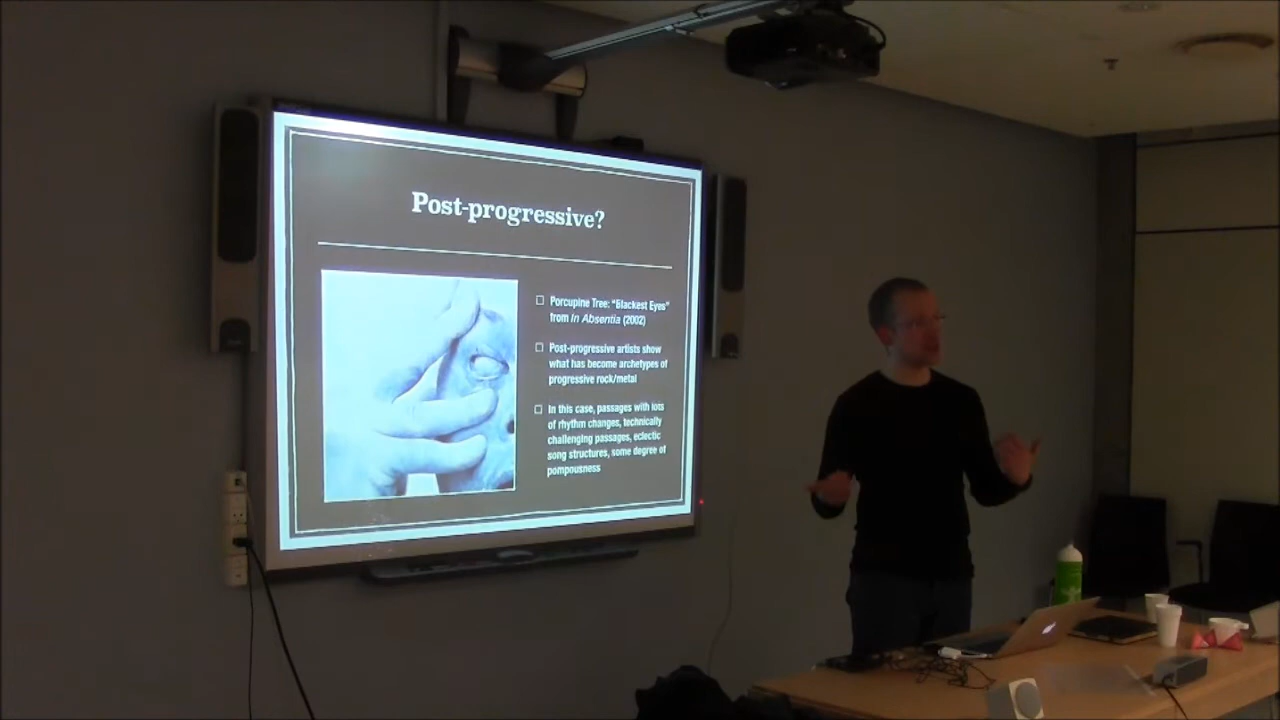 Post-progressive?
Porcupine Tree: "Blackest Eyes"
from In Absentia (2002)
Post-progressive artists show
what has become archetypes of
progressive rock/metal
In this case, passages with lots
of rhythm changes, technically
challenging passages, eclectic
song structures, some degree of
pompousness